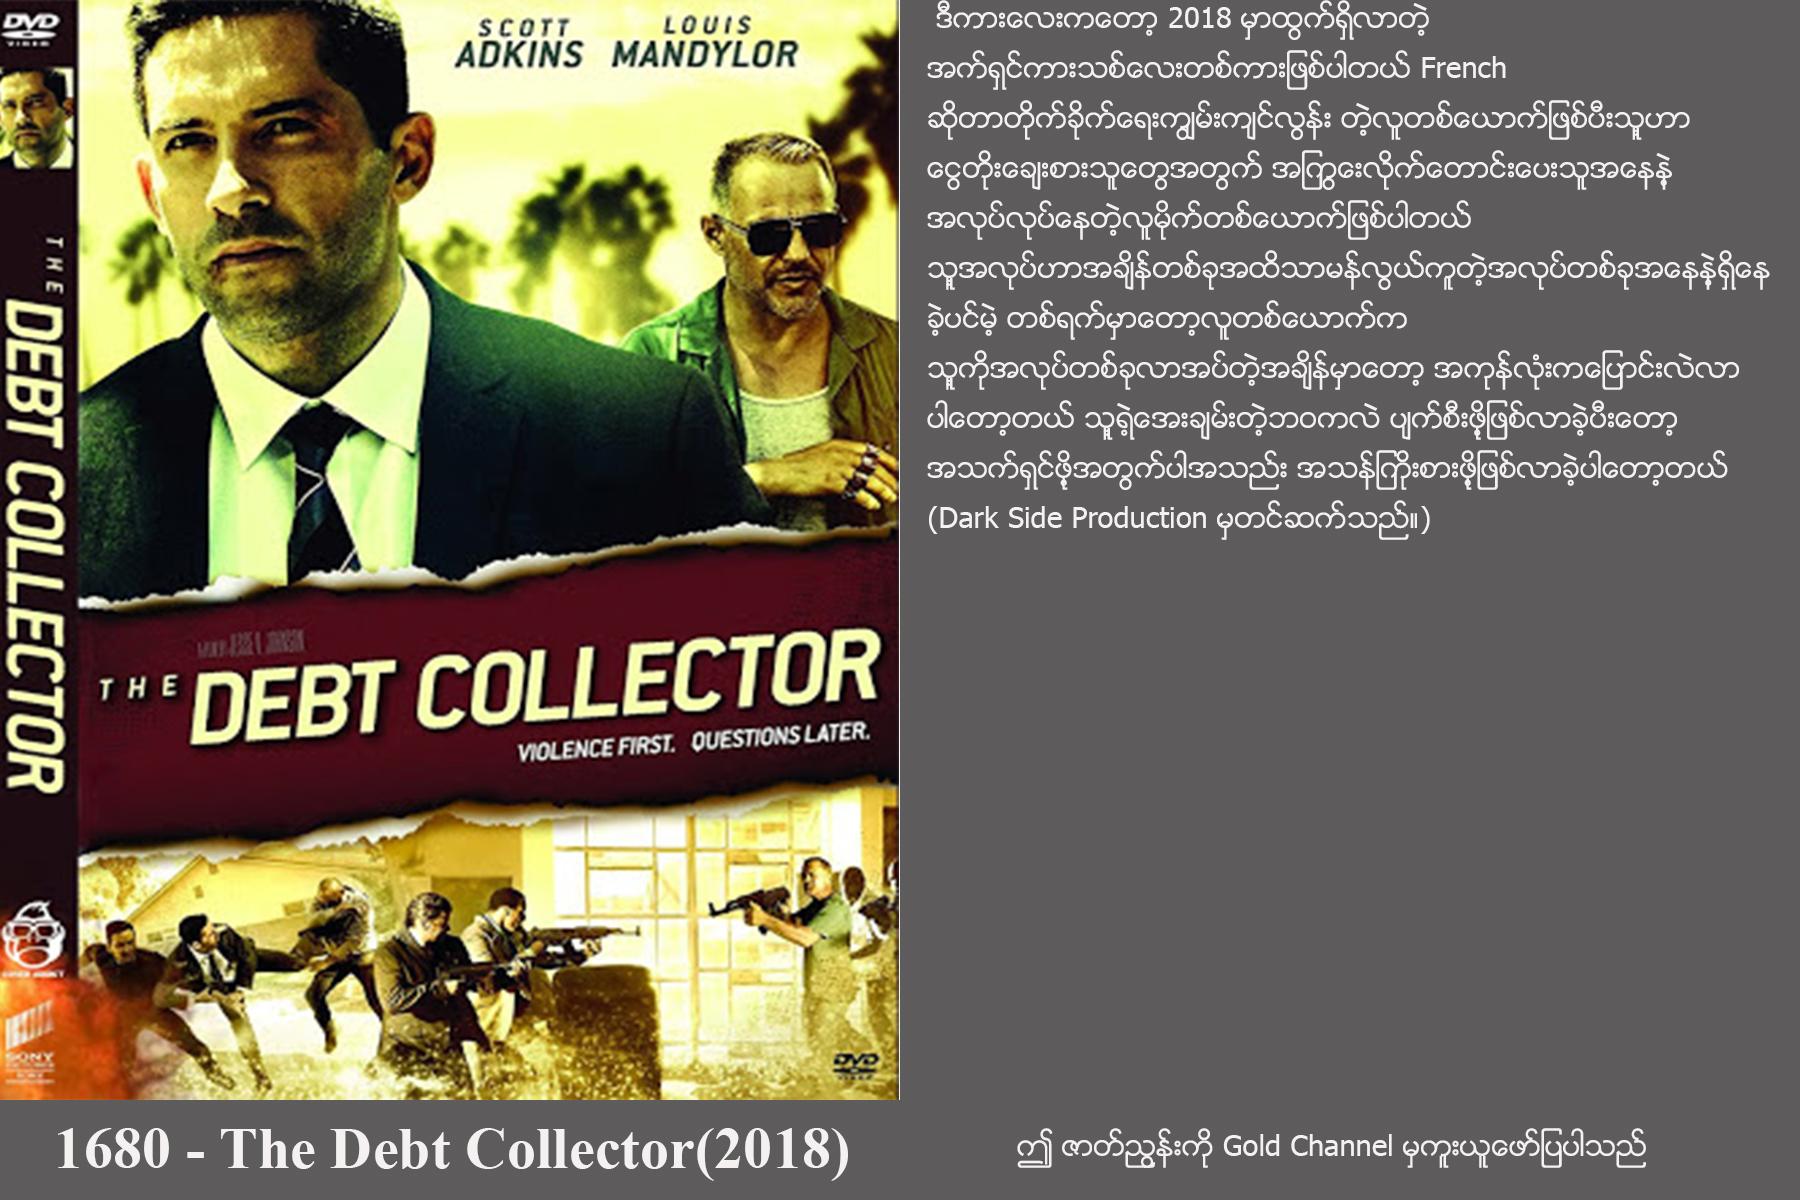 DVD
VIDEO
THE
DEBT COLLECTOR
SONY
SCOTT
ADKINS
LOUIS
MANDYLOR
THE DEBT COLLECTOR
VIOLENCE FIRST. QUESTIONS LATER.
DVD
VIDEO
1680 - The Debt Collector(2018)
ဒီကားလေးကတော့ 2018 မှာထွက်ရှိလာတဲ့
အက်ရှင်ကားသစ်လေးတစ်ကားဖြစ်ပါတယ် French
ဆိုတာတိုက်ခိုက်ရေးကျွမ်းကျင်လွန်း တဲ့လူတစ်ယောက်ဖြစ်ပီးသူဟာ
ငွေတိုးချေးစားသူတွေအတွက် အကြွေးလိုက်တောင်းပေးသူအနေနဲ့
အလုပ်လုပ်နေတဲ့လူမိုက်တစ်ယောက်ဖြစ်ပါတယ်
သူ့အလုပ်ဟာအချိန်တစ်ခုအထိသာမန်လွယ်ကူတဲ့အလုပ်တစ်ခုအနေနဲ့ရှိနေ
ခဲ့ပင်မဲ့ တစ်ရက်မှာတော့လူတစ်ယောက်က
သူ့ကိုအလုပ်တစ်ခုလာအပ်တဲ့အချိန်မှာတော့ အကုန်လုံးကပြောင်းလဲလာ
ပါတော့တယ် သူ့ရဲ့အေးချမ်းတဲ့ဘဝကလဲ ပျက်စီးဖို့ဖြစ်လာခဲ့ပီးတော့
အသက်ရှင်ဖို့အတွက်ပါအသည်း အသန်ကြိုးစားဖို့ဖြစ်လာခဲ့ပါတော့တယ်
(Dark Side Production မှတင်ဆက်သည်။)
ဤ ဇာတ်ညွှန်းကို Gold Channel မှကူးယူဖော်ပြပါသည်